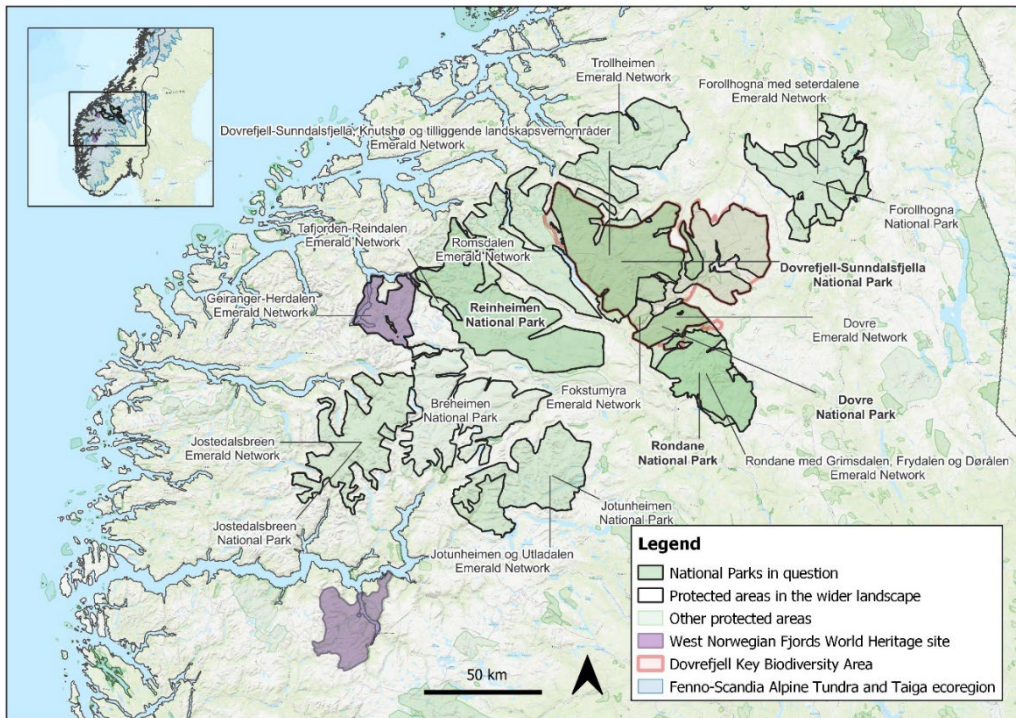 Trollheimen
Emerald Network
Forollhogna med seterdalene
Emerald Network
Dovrefjell-Sunndalsfjella, Knutshø og tilliggende landskapsvernområder
Emerald Network
Forollhogna
National Park
Tafjorden-Reindalen
Emerald Network
Romsdalen
Emerald Network
Dovrefjell-Sunndalsfjella
National Park
Geiranger-Herdalen
Emerald Network
Reinheimen
National Park
Dovre
Emerald Network
Fokstumyra
Emerald Network
Dovre
National Park
Breheimen
National Park
Jostedalsbreen
Emerald Network
Rondane
National Park
Rondane med Grimsdalen, Frydalen og Dørålen
Emerald Network
Jotunheimen
National Park
Jostedalsbreen
National Park
Jotunheimen og Utladalen
Emerald Network
Legend
National Parks in question
Protected areas in the wider landscape
Other protected areas
West Norwegian Fjords World Heritage site
Dovrefjell Key Biodiversity Area
Fenno-Scandia Alpine Tundra and Taiga ecoregion
50 km